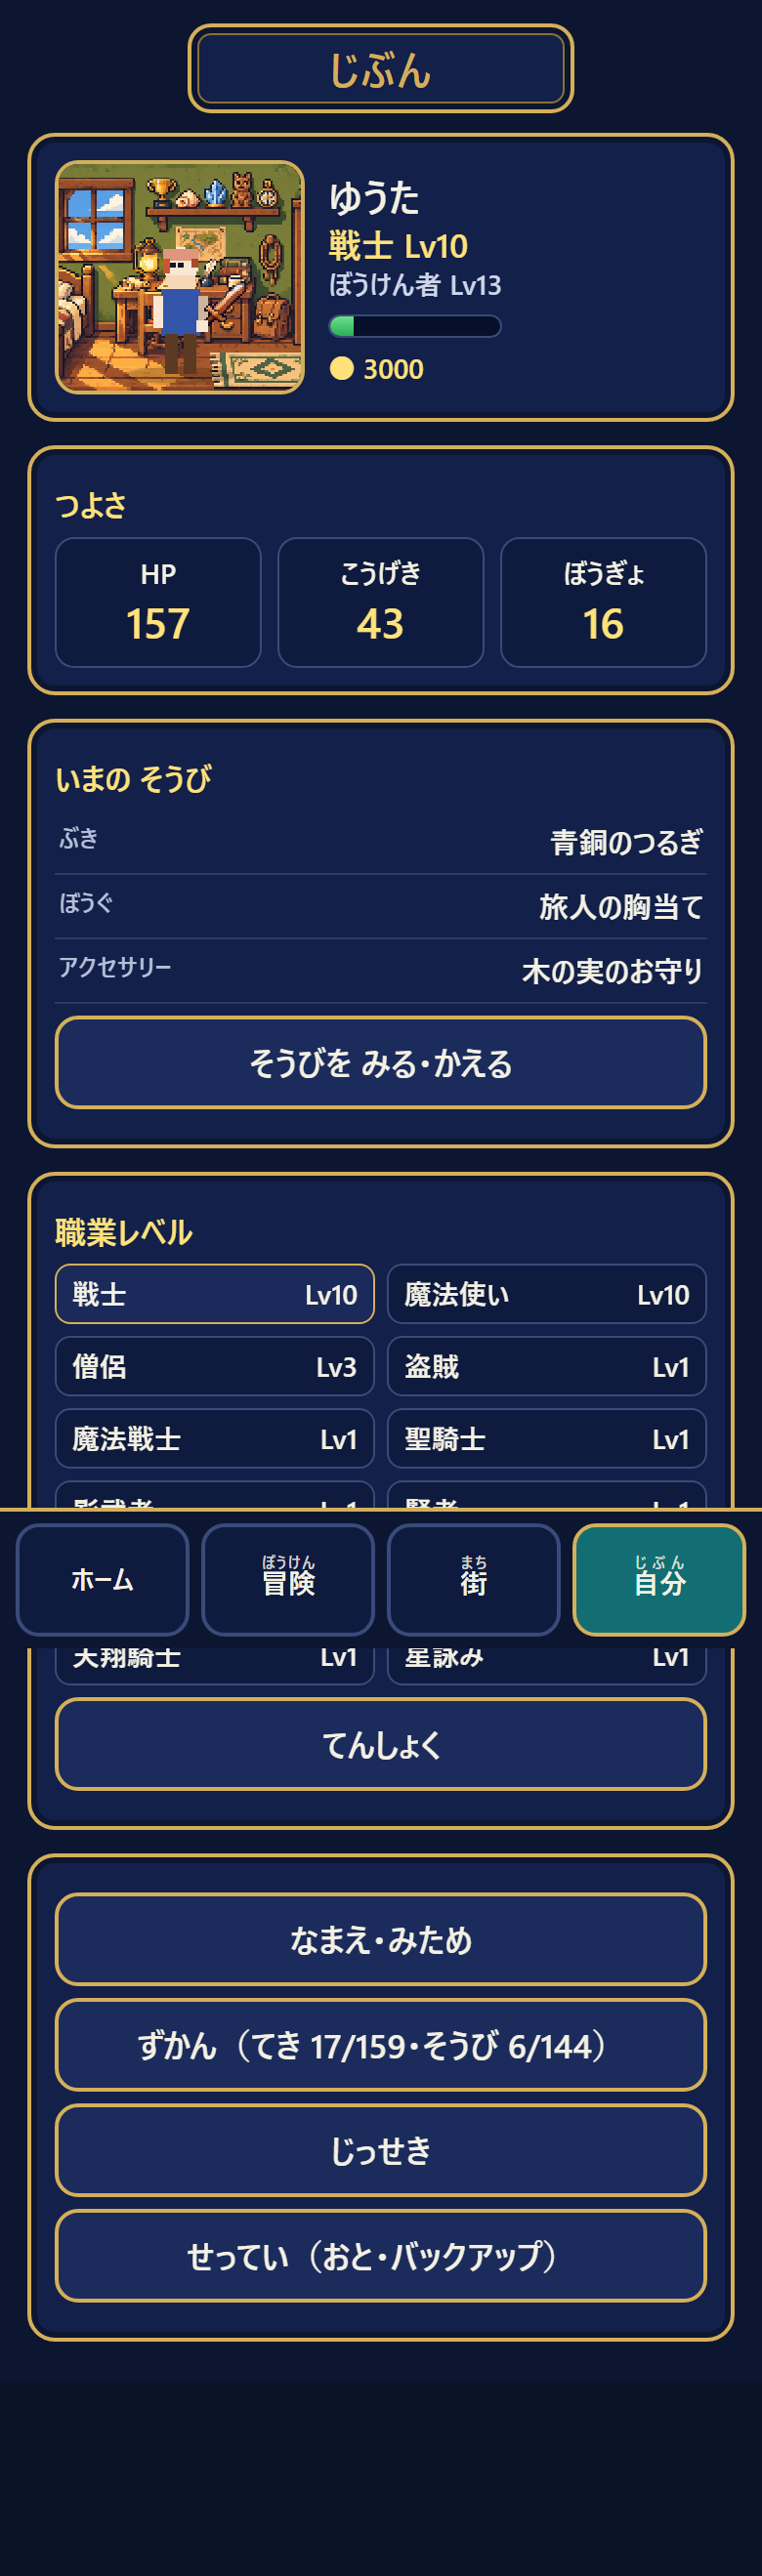 じぶん
ゆうた
戦士 Lv10
ぼうけん者 Lv13
3000
つよさ
HP
157
こうげき
43
ぼうぎょ
16
いまの そうび
ぶき
青銅のつるぎ
ぼうぐ
旅人の胸当て
アクセサリー
木の実のお守り
そうびを みる・かえる
職業レベル
戦士 Lv10
魔法使い Lv10
僧侶 Lv3
盗賊 Lv1
魔法戦士 Lv1
聖騎士 Lv1
ホーム
ぼうけん
冒険
まち
街
じぶん
自分
天翔騎士 Lv1
星詠み Lv1
てんしょく
なまえ・みため
ずかん（てき 17/159・そうび 6/144）
じっせき
せってい（おと・バックアップ）